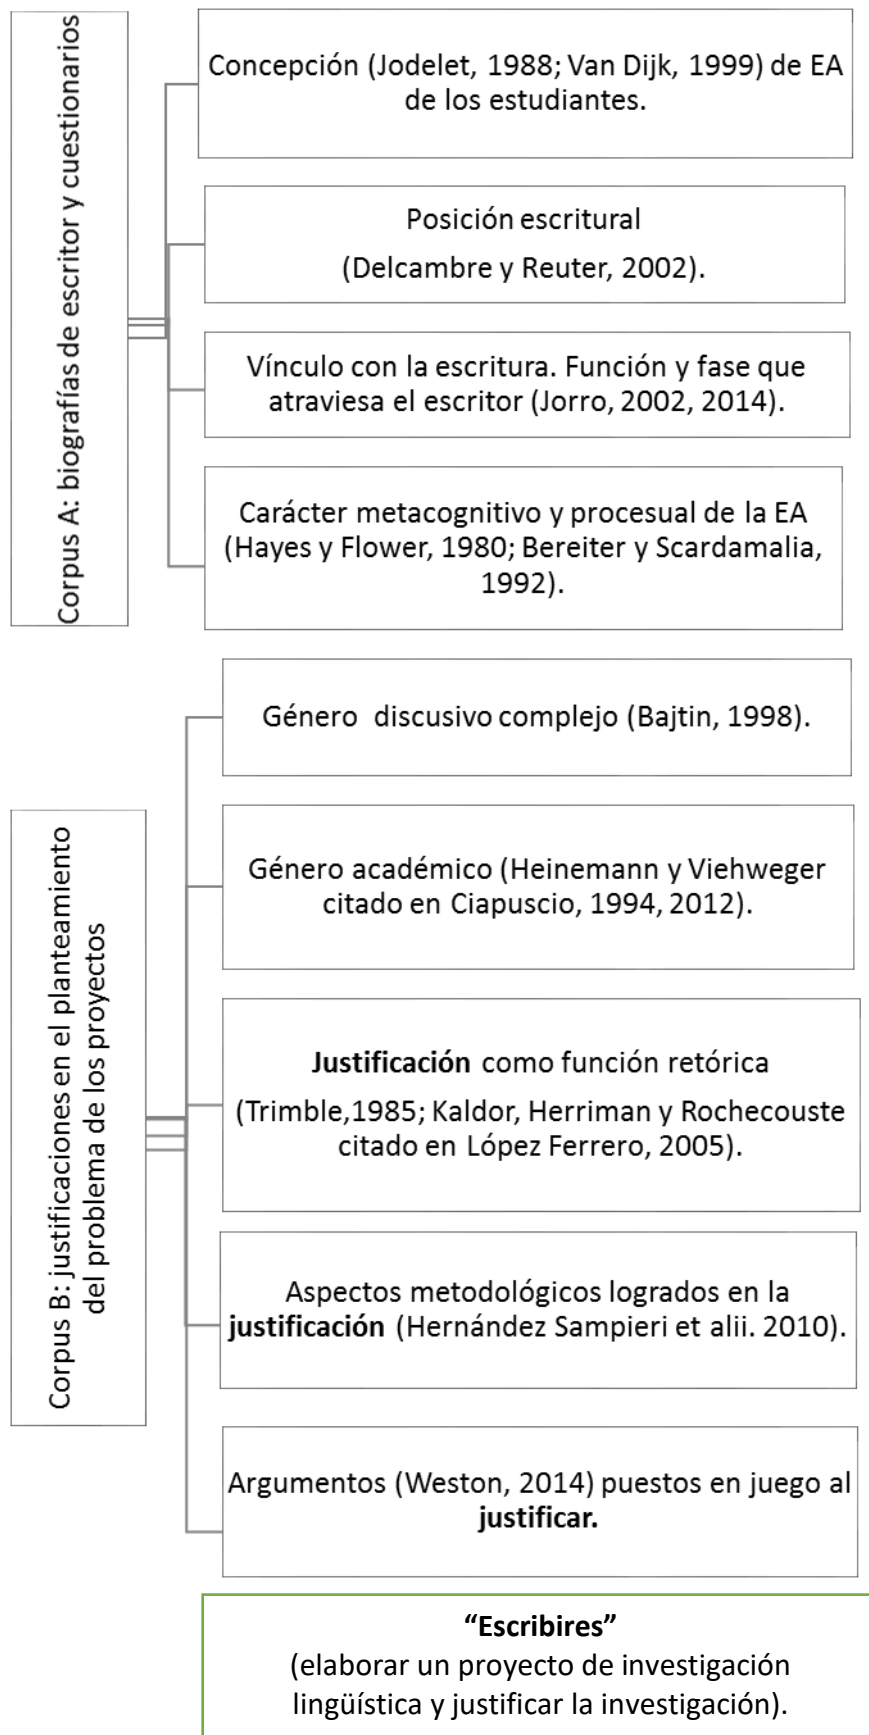 Corpus A: biografías de escritor y cuestionarios
Concepción (Jodelet, 1988; Van Dijk, 1999) de EA
de los estudiantes.
Posición escritural
(Delcambre y Reuter, 2002).
Vínculo con la escritura. Función y fase que
atraviesa el escritor (Jorro, 2002, 2014).
Carácter metacognitivo y procesual de la EA
(Hayes y Flower, 1980; Bereiter y Scardamalia,
1992).
Corpus B: justificaciones en el planteamiento
del problema de los proyectos
Género discusivo complejo (Bajtin, 1998).
Género académico (Heinemann y Viehweger
citado en Ciapuscio, 1994, 2012).
Justificación como función retórica
(Trimble,1985; Kaldor, Herriman y Rochecouste
citado en López Ferrero, 2005).
Aspectos metodológicos logrados en la
justificación (Hernández Sampieri et alii. 2010).
Argumentos (Weston, 2014) puestos en juego al
justificar.
“Escribires”
(elaborar un proyecto de investigación
lingüística y justificar la investigación).